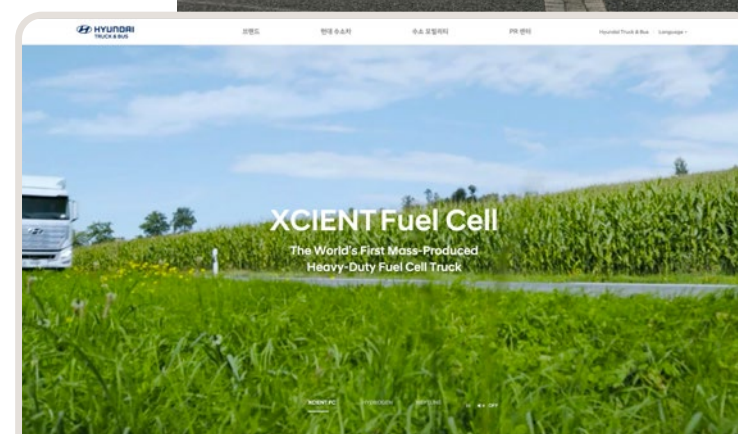 HYUNDAI
TRUCK & BUS
브랜드
현대 수소차
수소 모빌리티
PR 센터
Hyundai Truck & Bus
Language
XCIENT Fuel Cell
The World's First Mass-Produced
Heavy-Duty Fuel Cell Truck
XCIENT FC
HYDROGEN
OFF